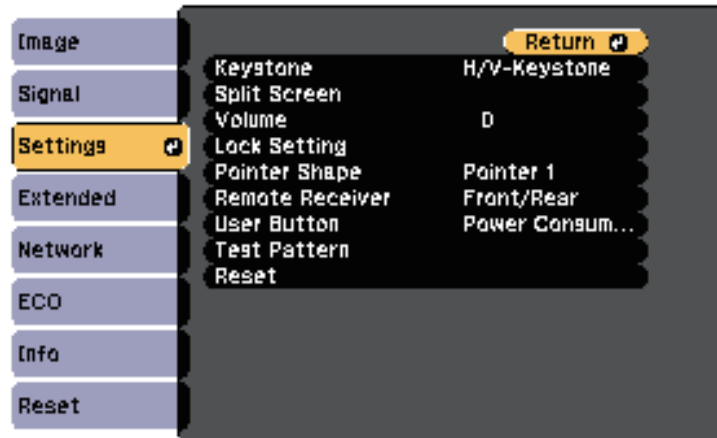 Image
Signal
Settings
Extended
Network
ECO
Info
Reset
Return
Keystone H/V-Keystone
Split Screen
Volume 0
Lock Setting
Pointer Shape Pointer 1
Remote Receiver Front/Rear
User Button Power Consum...
Test Pattern
Reset